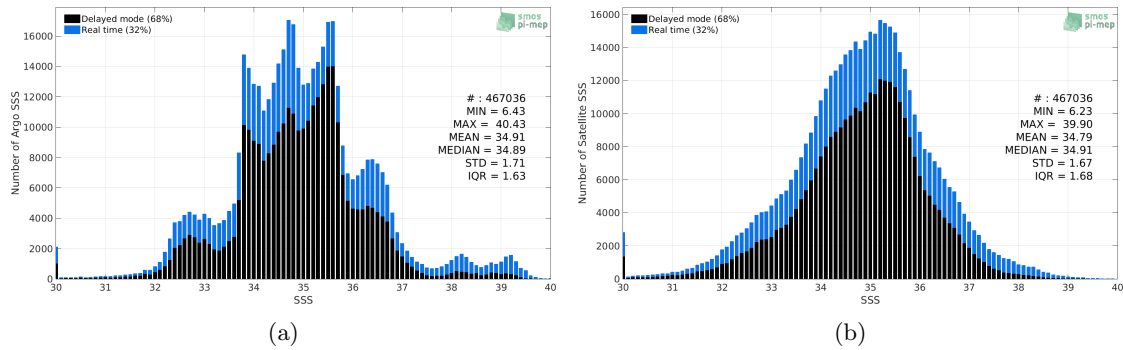 Delayed mode (68%)
Real time (32%)
smos
pi-mep
Number of Argo SSS
16000
14000
12000
10000
8000
6000
4000
2000
0
# : 467036
MIN = 6.43
MAX = 40.43
MEAN = 34.91
MEDIAN = 34.89
STD = 1.71
IQR = 1.63
30 31 32 33 34 35 36 37 38 39 40
SSS
(a)
Delayed mode (68%)
Real time (32%)
smos
pi-mep
Number of Satellite SSS
16000
14000
12000
10000
8000
6000
4000
2000
0
# : 467036
MIN = 6.23
MAX = 39.90
MEAN = 34.79
MEDIAN = 34.91
STD = 1.67
IQR = 1.68
30 31 32 33 34 35 36 37 38 39 40
SSS
(b)